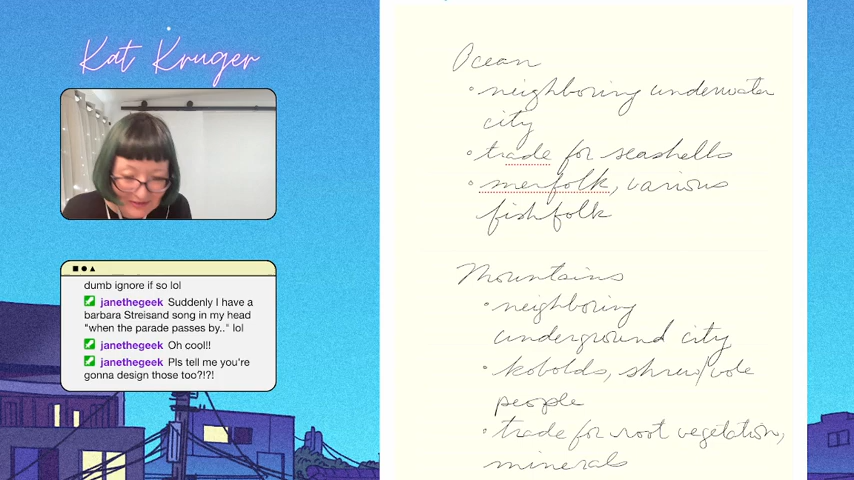 Kat Kruger
dumb ignore if so lol
janethegeek Suddenly I have a
barbara Streisand song in my head
"when the parade passes by.." lol
janethegeek Oh cool!!
janethegeek Pls tell me you're
gonna design those too?!?!
Ocean
• neighboring underwater
city
• trade for seashells
• merfolk, various
fishfolk
Mountains
• neighboring
underground city
• kobolds, shrew/vole
people
• trade for root vegetation,
minerals